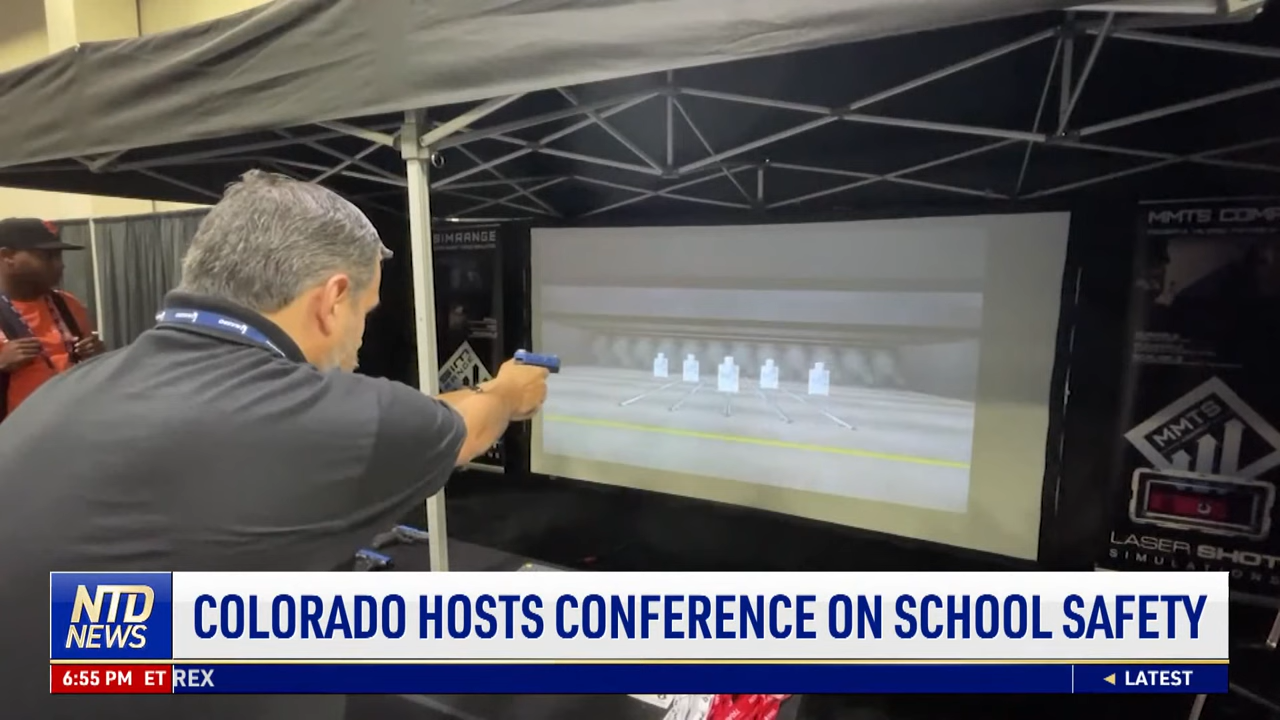 SIMRANGE
MMTS
MMTS
LASER SHOT
SIMULATIONS
NTD
NEWS
COLORADO HOSTS CONFERENCE ON SCHOOL SAFETY
6:55 PM ET
REX
LATEST